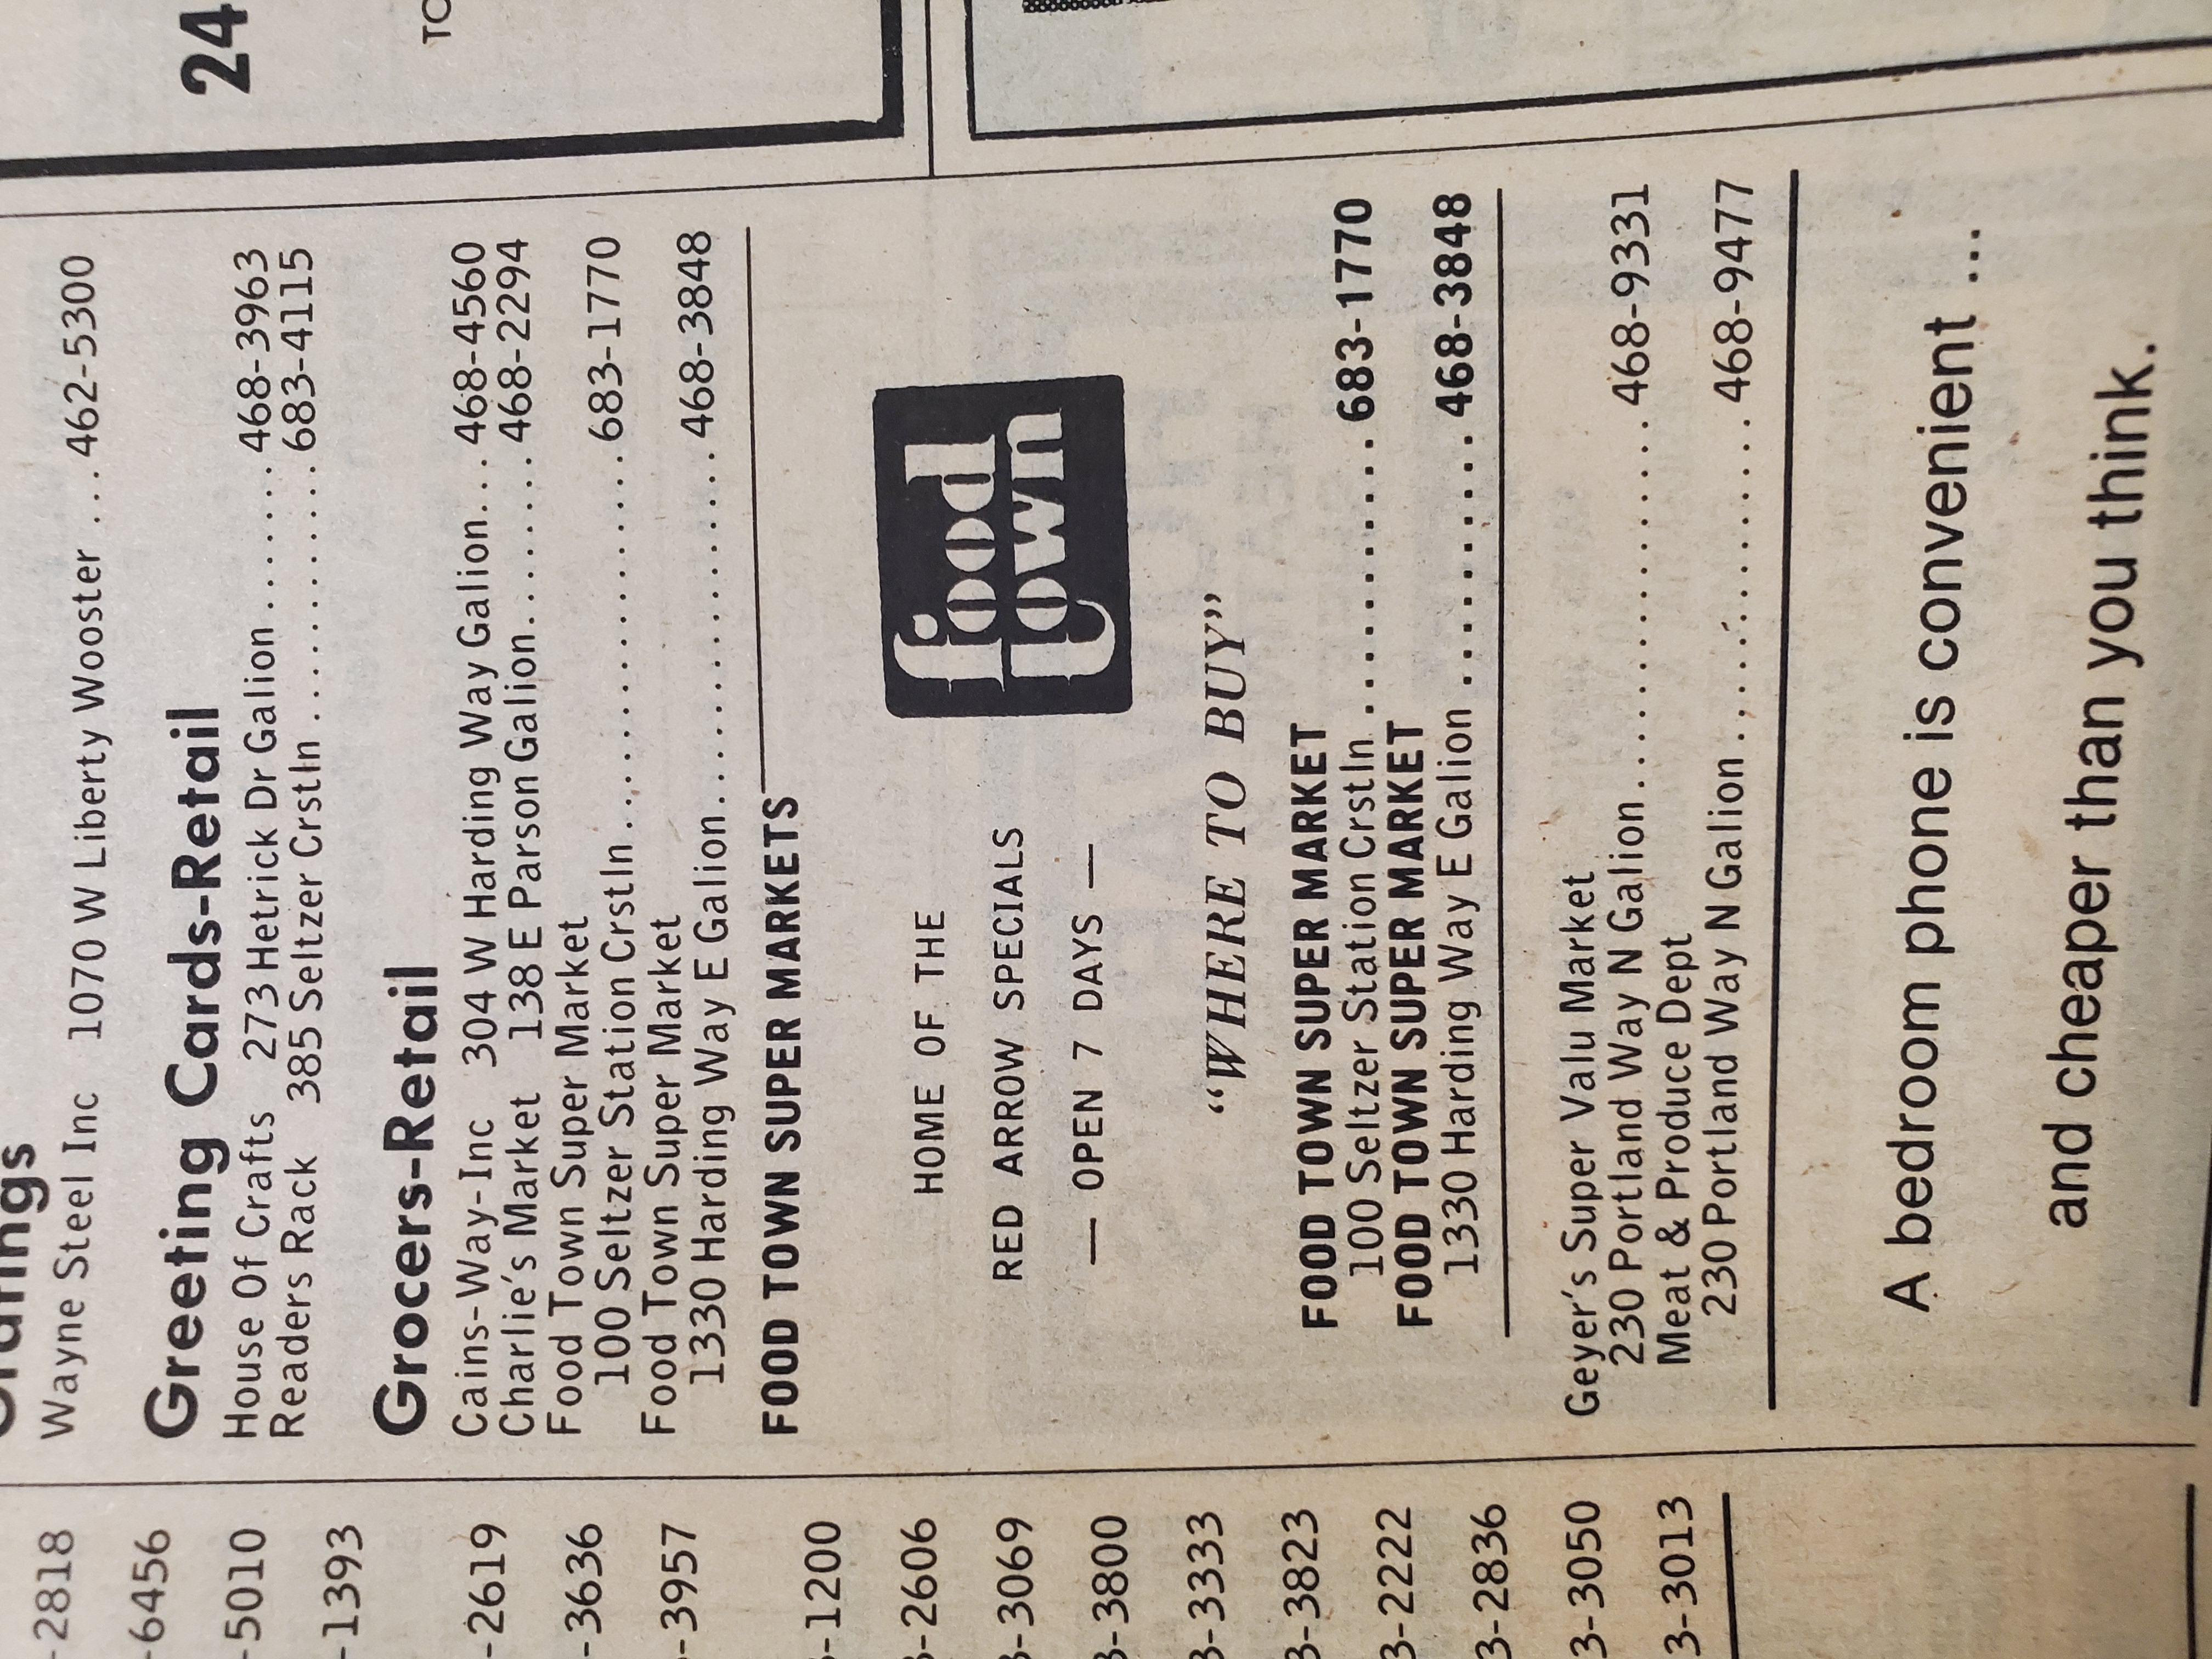 -2818
-6456
-5010
-1393
-2619
-3636
-3957
-1200
-2606
3-3069
3-3800
3-3333
3-3823
3-2222
3-2836
3-3050
3-3013
Wayne Steel Inc 1070 W Liberty Wooster ...462-5300
Greeting Cards-Retail
House Of Crafts 273 Hetrick Dr Galion.......468-3963
Readers Rack 385 Seltzer Crstln............683-4115
Grocers-Retail
Cains-Way-Inc 304 W Harding Way Galion...468-4560
Charlie's Market 138 E Parson Galion........468-2294
Food Town Super Market
100 Seltzer Station Crstln.................683-1770
Food Town Super Market
1330 Harding Way E Galion................468-3848
FOOD TOWN SUPER MARKETS
HOME OF THE
RED ARROW SPECIALS
— OPEN 7 DAYS —
food
town
"WHERE TO BUY"
FOOD TOWN SUPER MARKET
100 Seltzer Station Crstln.............683-1770
FOOD TOWN SUPER MARKET
1330 Harding Way E Galion ............468-3848
Geyer's Super Valu Market
230 Portland Way N Galion.................468-9331
Meat & Produce Dept
230 Portland Way N Galion ...............468-9477
A bedroom phone is convenient ...
and cheaper than you think.
24
TO